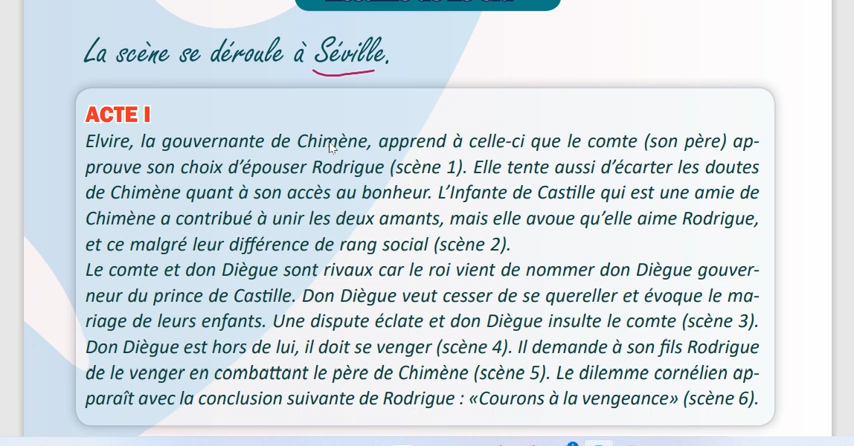 La scène se déroule à Séville.
ACTE I
Elvire, la gouvernante de Chimène, apprend à celle-ci que le comte (son père) ap-
prouve son choix d’épouser Rodrigue (scène 1). Elle tente aussi d’écarter les doutes
de Chimène quant à son accès au bonheur. L’Infante de Castille qui est une amie de
Chimène a contribué à unir les deux amants, mais elle avoue qu’elle aime Rodrigue,
et ce malgré leur différence de rang social (scène 2).
Le comte et don Diègue sont rivaux car le roi vient de nommer don Diègue gouver-
neur du prince de Castille. Don Diègue veut cesser de se quereller et évoque le ma-
riage de leurs enfants. Une dispute éclate et don Diègue insulte le comte (scène 3).
Don Diègue est hors de lui, il doit se venger (scène 4). Il demande à son fils Rodrigue
de le venger en combattant le père de Chimène (scène 5). Le dilemme cornélien ap-
paraît avec la conclusion suivante de Rodrigue : «Courons à la vengeance» (scène 6).